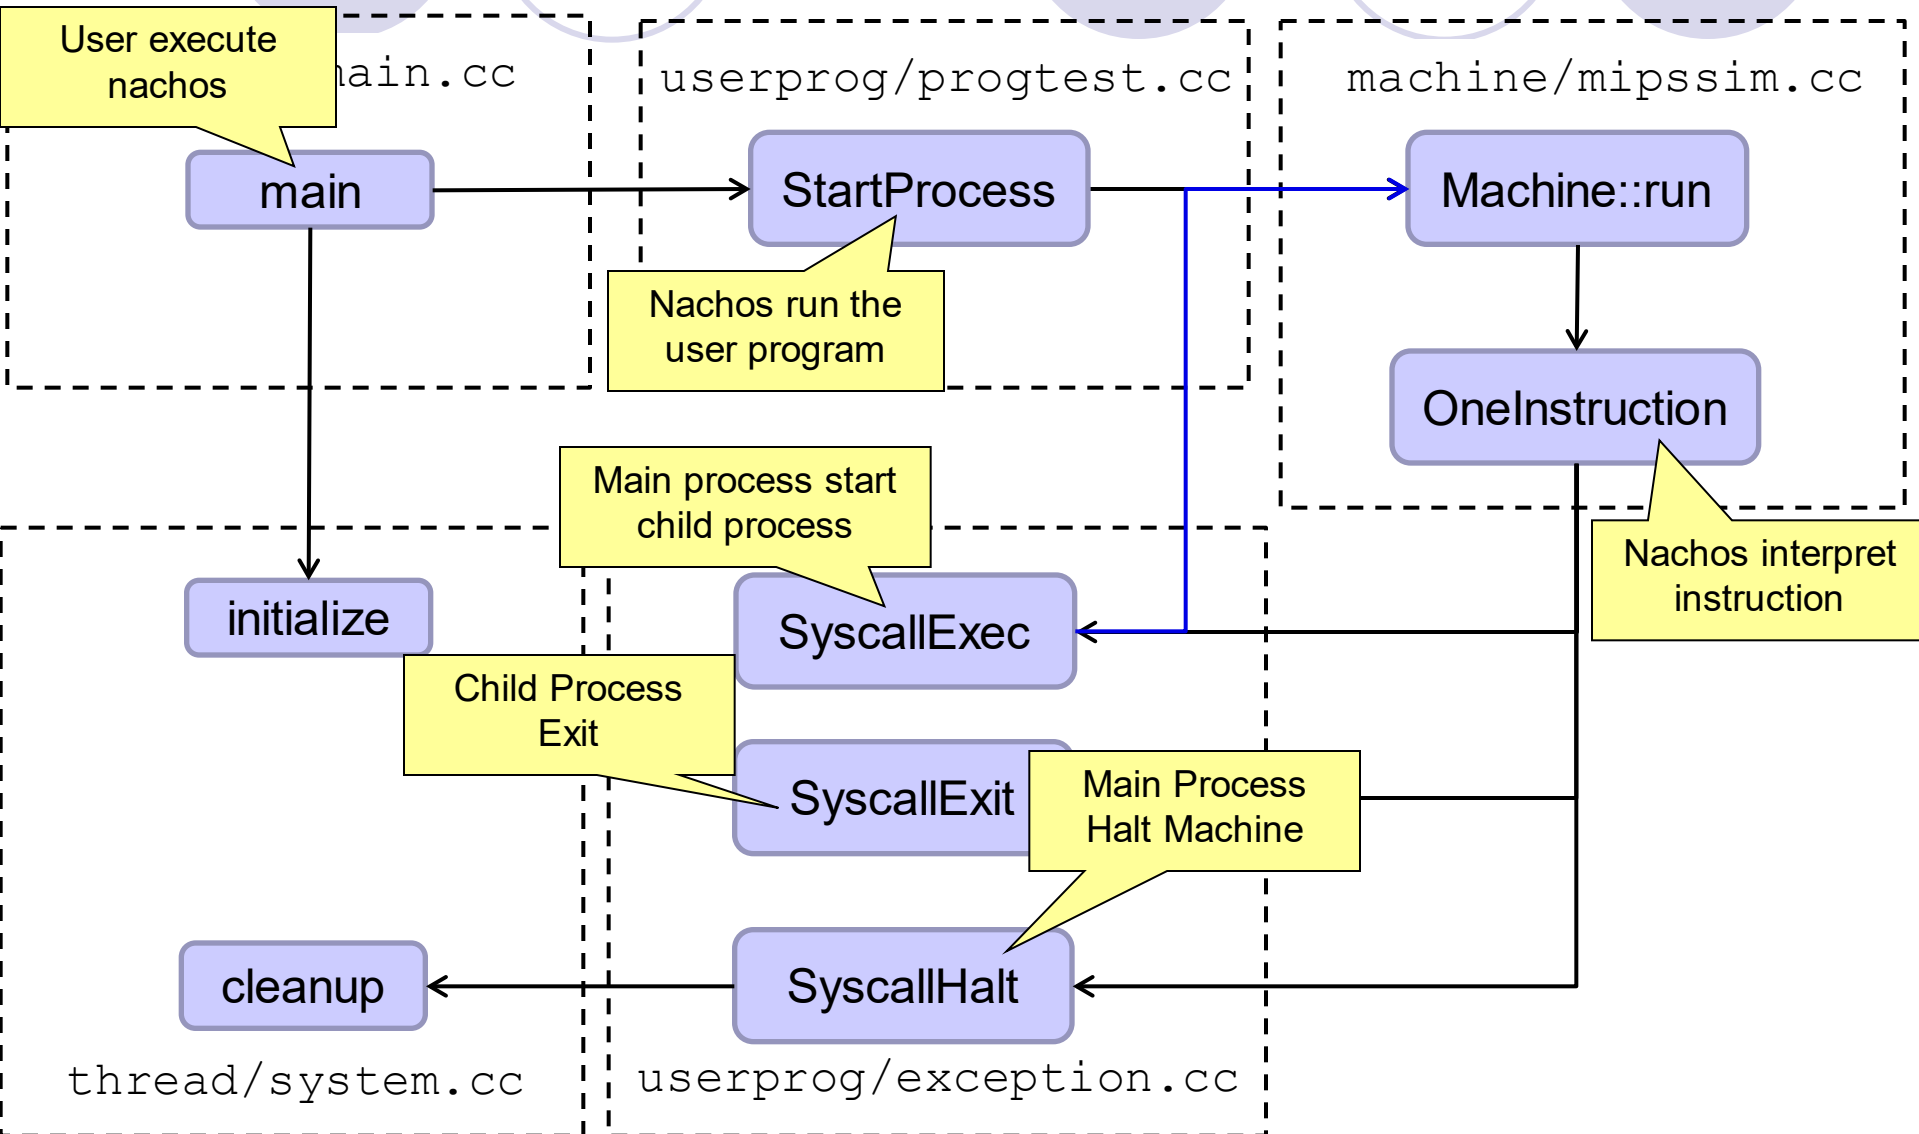 User execute
nachos
ain.cc
userprog/progtest.cc
machine/mipssim.cc
main
StartProcess
Machine::run
Nachos run the
user program
OneInstruction
Main process start
child process
Nachos interpret
instruction
initialize
SyscallExec
Child Process
Exit
SyscallExit
Main Process
Halt Machine
cleanup
SyscallHalt
thread/system.cc
userprog/exception.cc